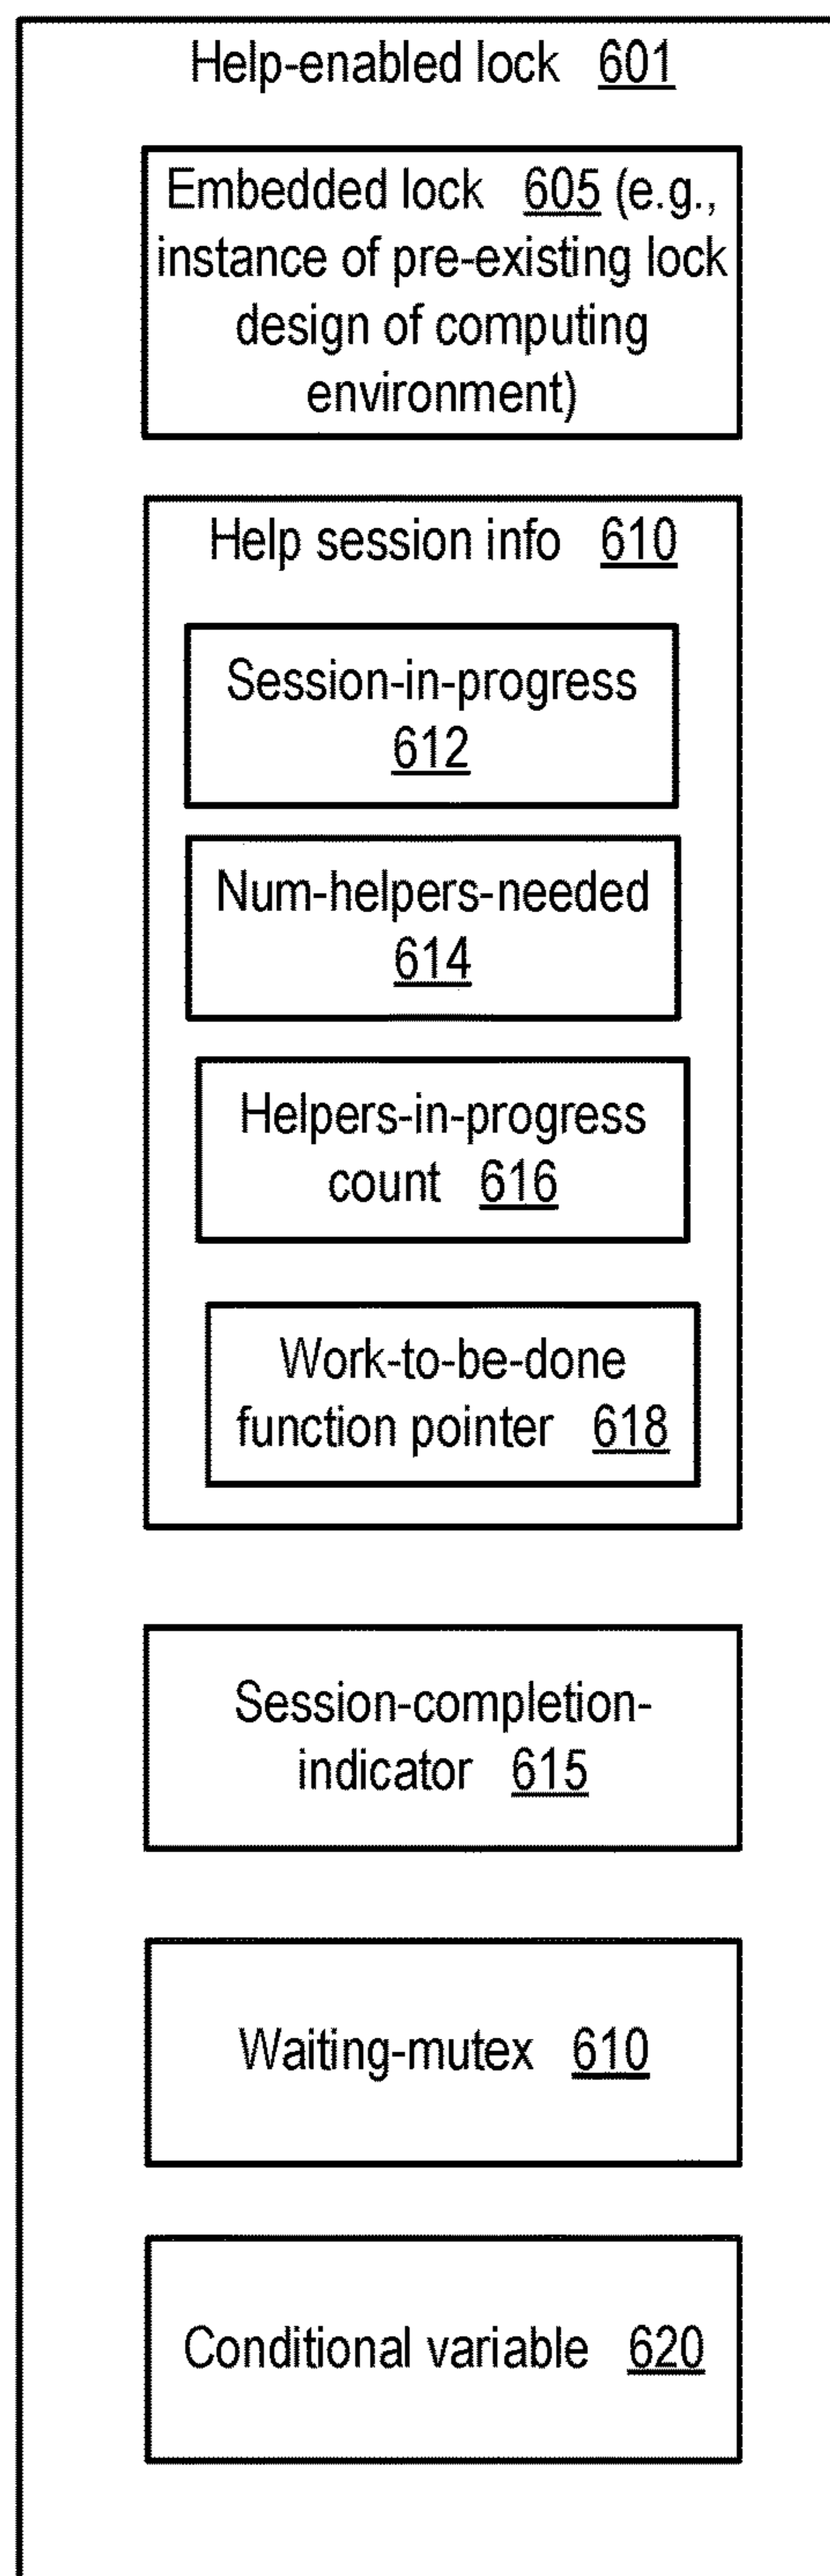 Help-enabled lock 601
Embedded lock 605 (e.g.,
instance of pre-existing lock
design of computing
environment)
Help session info 610
Session-in-progress
612
Num-helpers-needed
614
Helpers-in-progress
count 616
Work-to-be-done
function pointer 618
Session-completion-
indicator 615
Waiting-mutex 610
Conditional variable 620